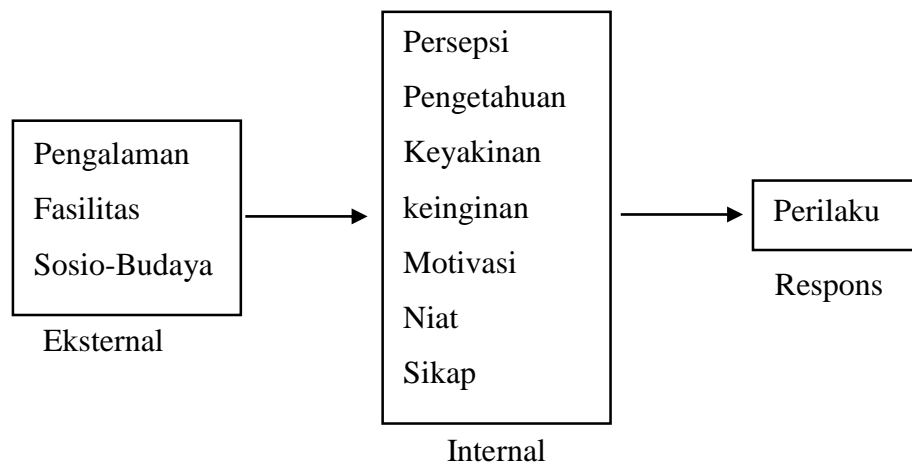 Pengalaman
Fasilitas
Sosio-Budaya
Eksternal
Persepsi
Pengetahuan
Keyakinan
keinginan
Motivasi
Niat
Sikap
Internal
Perilaku
Respons